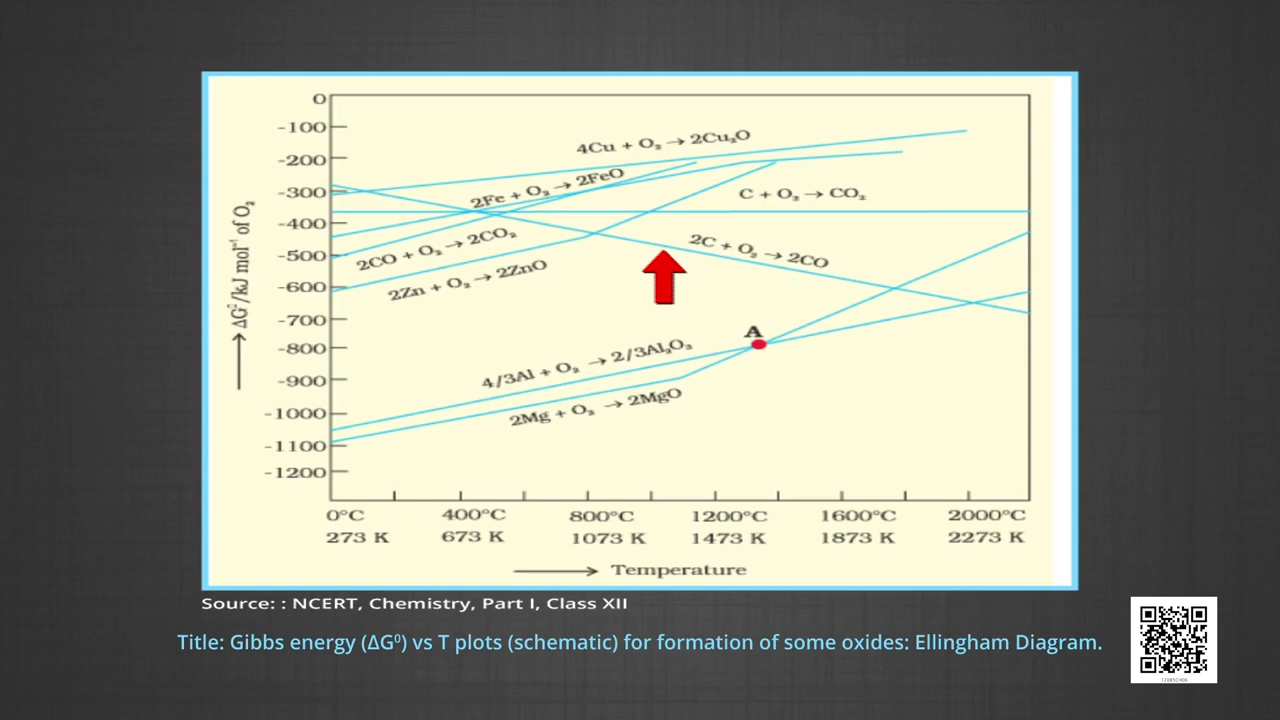 0
-100
-200
-300
-400
-500
-600
-700
-800
-900
-1000
-1100
-1200
ΔG⁰/kJ mol⁻¹ of O₂
4Cu + O₂ → 2Cu₂O
2Fe + O₂ → 2FeO
C + O₂ → CO₂
2CO + O₂ → 2CO₂
2C + O₂ → 2CO
2Zn + O₂ → 2ZnO
A
4/3Al + O₂ → 2/3Al₂O₃
2Mg + O₂ → 2MgO
0°C 400°C 800°C 1200°C 1600°C 2000°C
273 K 673 K 1073 K 1473 K 1873 K 2273 K
Temperature
Source: : NCERT, Chemistry, Part I, Class XII
Title: Gibbs energy (ΔG⁰) vs T plots (schematic) for formation of some oxides: Ellingham Diagram.